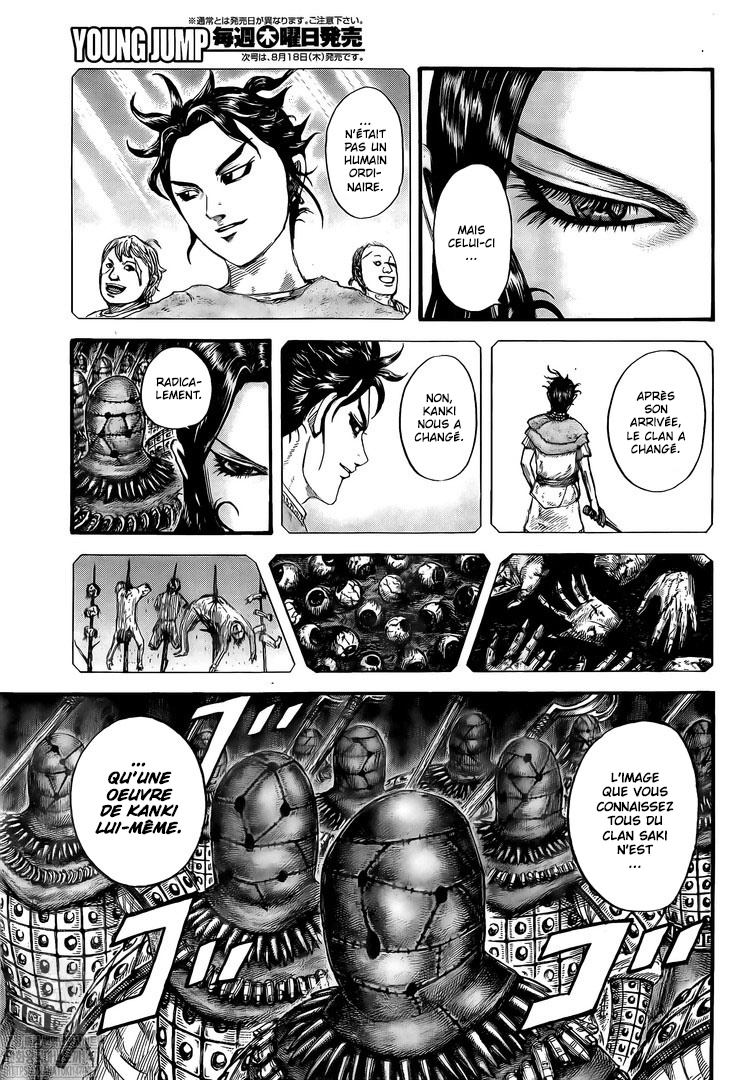 ※通常とは発売日が異なります。ご注意下さい。
YOUNG JUMP 毎週木曜日発売
次号は、8月18日(木)発売です。
MAIS
CELUI-CI
...
...
N'ÉTAIT
PAS UN
HUMAIN
ORDI-
NAIRE.
APRÈS
SON
ARRIVÉE,
LE CLAN A
CHANGÉ.
NON,
KANKI
NOUS A
CHANGÉ.
RADICA-
LEMENT.
L'IMAGE
QUE VOUS
CONNAISSEZ
TOUS DU
CLAN SAKI
N'EST
...
...
QU'UNE
OEUVRE
DE KANKI
LUI-MÊME.
ゴゴ
ゴゴ